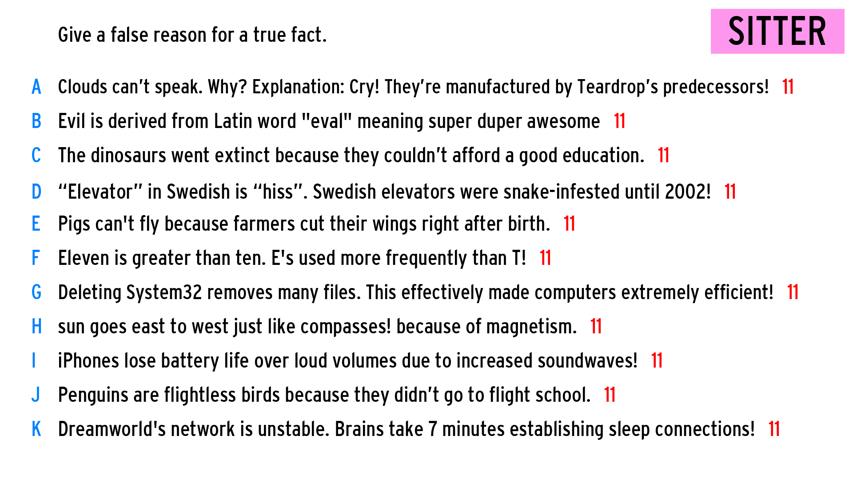 Give a false reason for a true fact.
SITTER
A Clouds can't speak. Why? Explanation: Cry! They're manufactured by Teardrop's predecessors! 11
B Evil is derived from Latin word "eval" meaning super duper awesome 11
C The dinosaurs went extinct because they couldn't afford a good education. 11
D “Elevator” in Swedish is “hiss”. Swedish elevators were snake-infested until 2002! 11
E Pigs can't fly because farmers cut their wings right after birth. 11
F Eleven is greater than ten. E's used more frequently than T! 11
G Deleting System32 removes many files. This effectively made computers extremely efficient! 11
H sun goes east to west just like compasses! because of magnetism. 11
I iPhones lose battery life over loud volumes due to increased soundwaves! 11
J Penguins are flightless birds because they didn't go to flight school. 11
K Dreamworld's network is unstable. Brains take 7 minutes establishing sleep connections! 11